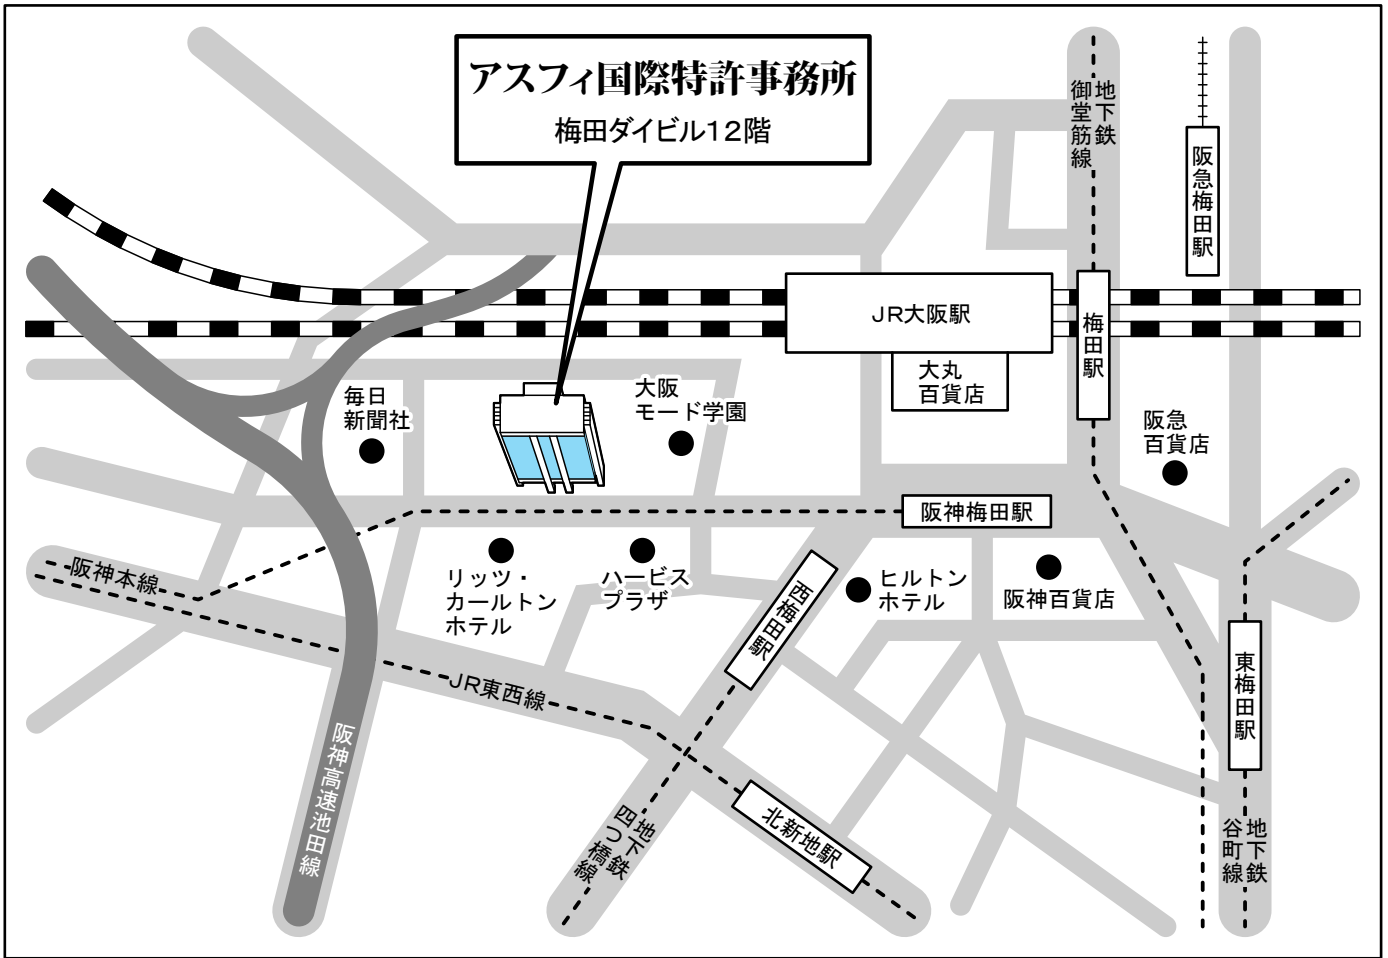 アスフィ国際特許事務所
梅田ダイビル12階
地下鉄
御堂筋線
阪急梅田駅
JR大阪駅
梅田駅
大丸
百貨店
毎日
新聞社
大阪
モード学園
阪急
百貨店
阪神梅田駅
阪神本線
リッツ・
カールトン
ホテル
ハービス
プラザ
西梅田駅
ヒルトン
ホテル
阪神百貨店
東梅田駅
JR東西線
阪神高速池田線
地下鉄
四つ橋線
北新地駅
地下鉄
谷町線